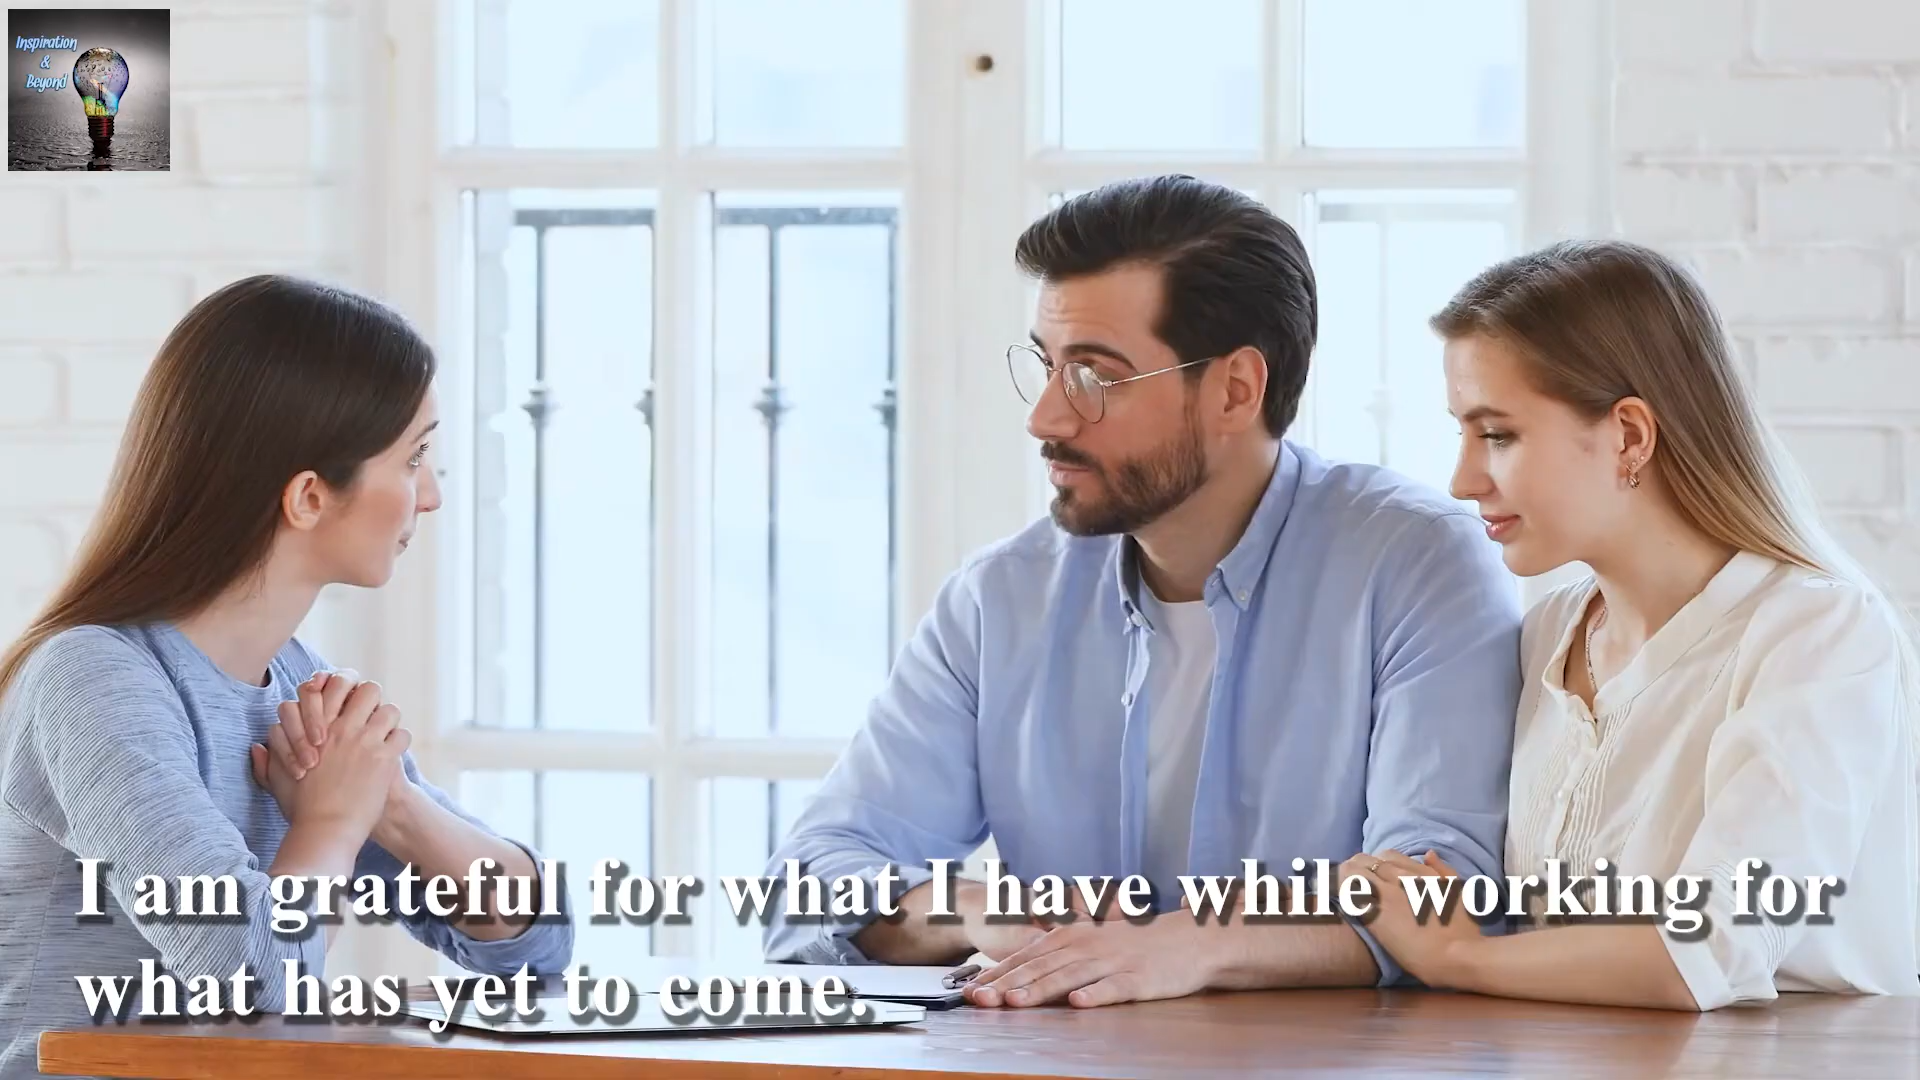 Inspiration
&
Beyond
I am grateful for what I have while working for
what has yet to come.